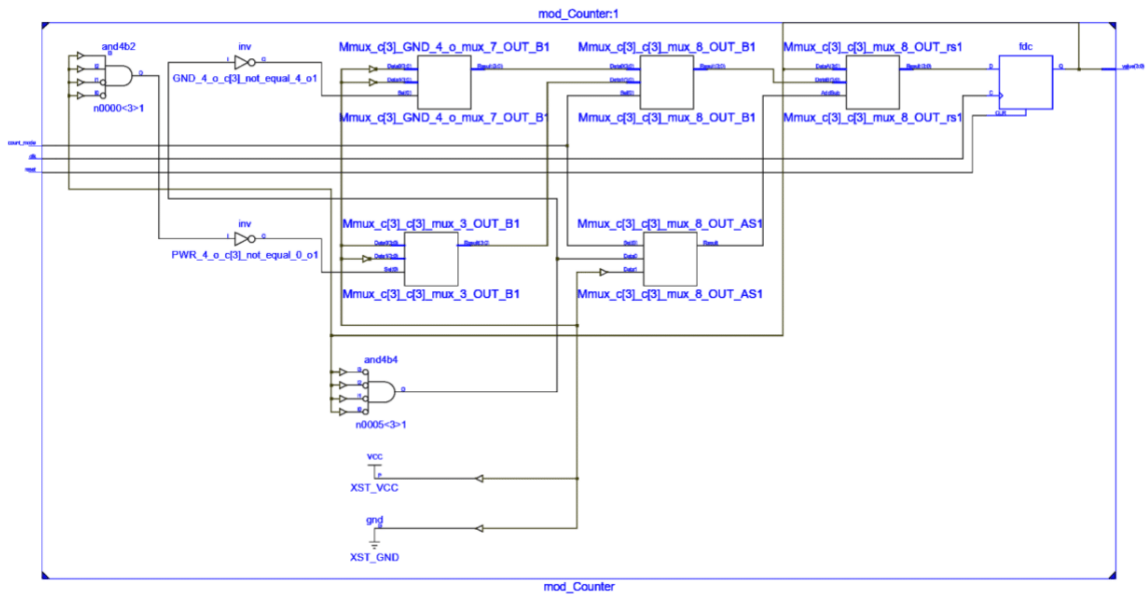 mod_Counter:1
and4b2
inv
Mmux_c[3]_GND_4_o_mux_7_OUT_B1
Mmux_c[3]_c[3]_mux_8_OUT_B1
Mmux_c[3]_c[3]_mux_8_OUT_rs1
fdc
GND_4_o_c[3]_not_equal_4_o1
n0000<3>1
Mmux_c[3]_GND_4_o_mux_7_OUT_B1
Mmux_c[3]_c[3]_mux_8_OUT_B1
Mmux_c[3]_c[3]_mux_8_OUT_rs1
D
Q
C
CLR
AddSub
count_mode
clk
reset
inv
Mmux_c[3]_c[3]_mux_3_OUT_B1
Mmux_c[3]_c[3]_mux_8_OUT_AS1
Result
PWR_4_o_c[3]_not_equal_0_o1
Mmux_c[3]_c[3]_mux_3_OUT_B1
Mmux_c[3]_c[3]_mux_8_OUT_AS1
and4b4
n0005<3>1
vcc
P
XST_VCC
gnd
XST_GND
mod_Counter